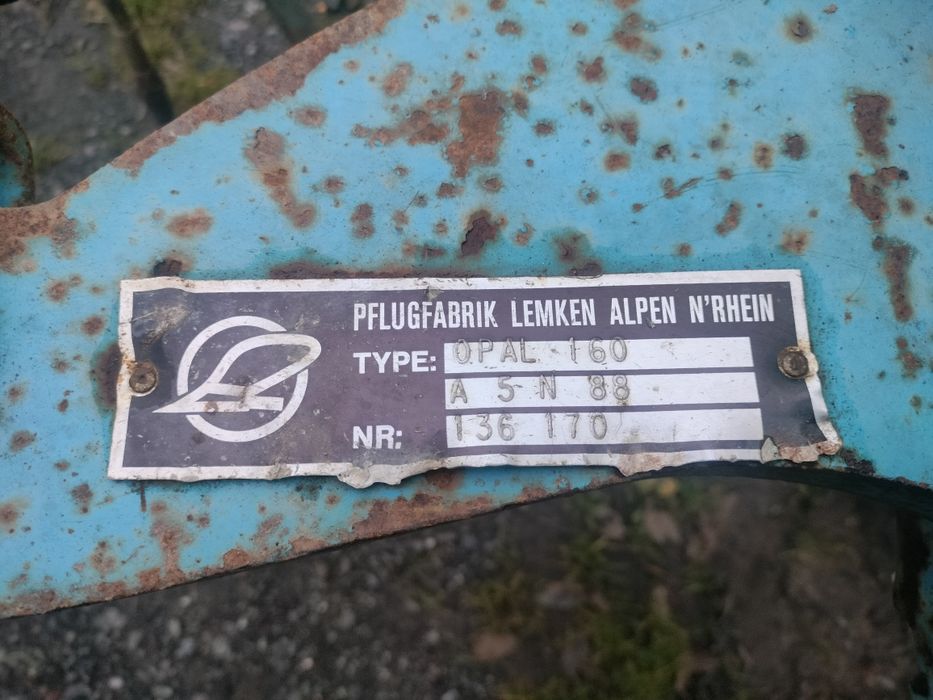 PFLUGFABRIK LEMKEN ALPEN N'RHEIN
TYPE: OPAL 160
A 5 N 88
NR: 136 170